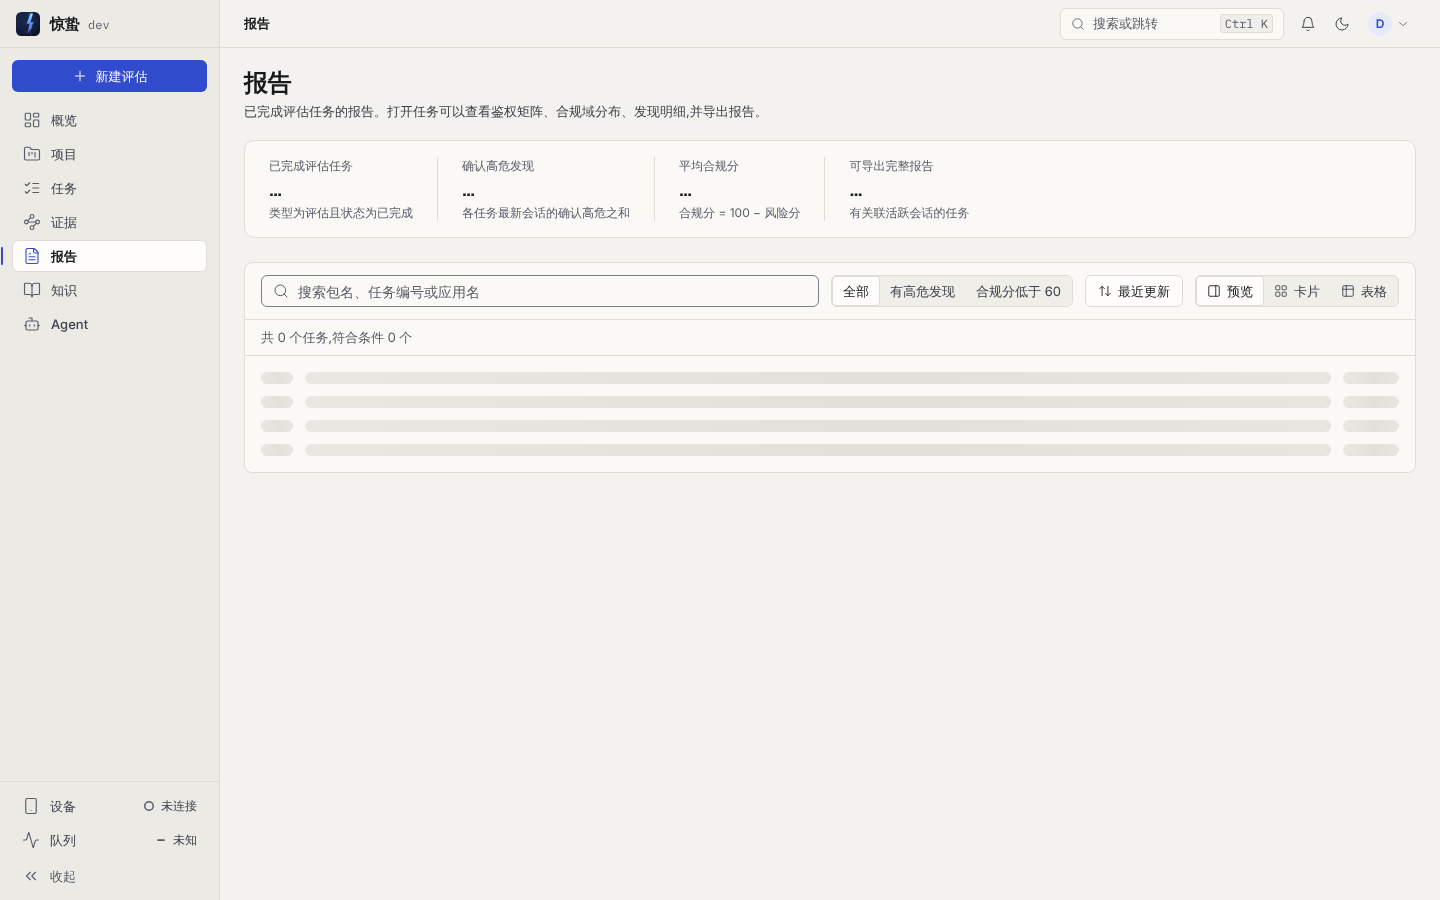 惊蛰 dev
报告
搜索或跳转 Ctrl K
D
新建评估
概览
项目
任务
证据
报告
知识
Agent
设备 未连接
队列 – 未知
收起
报告
已完成评估任务的报告。打开任务可以查看鉴权矩阵、合规域分布、发现明细,并导出报告。
已完成评估任务
…
类型为评估且状态为已完成
确认高危发现
…
各任务最新会话的确认高危之和
平均合规分
…
合规分 = 100 − 风险分
可导出完整报告
…
有关联活跃会话的任务
搜索包名、任务编号或应用名
全部 有高危发现 合规分低于 60
最近更新
预览 卡片 表格
共 0 个任务,符合条件 0 个